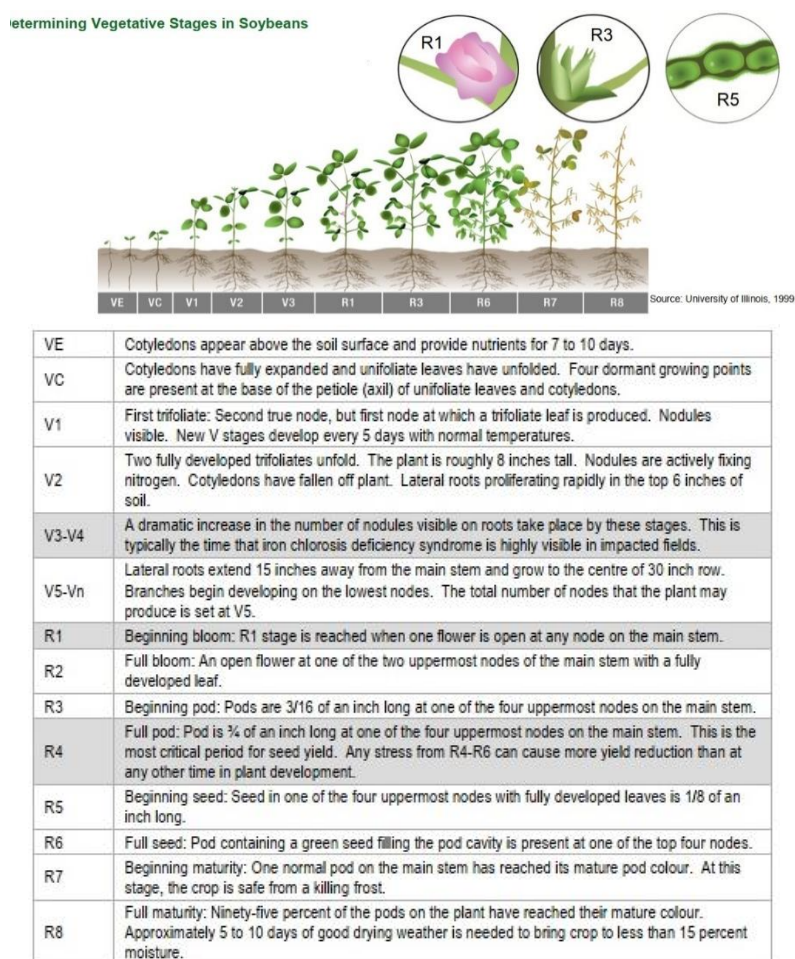 etermining Vegetative Stages in Soybeans
R1
R3
R5
VE
VC
V1
V2
V3
R1
R3
R6
R7
R8
Source: University of Illinois, 1999
VE
Cotyledons appear above the soil surface and provide nutrients for 7 to 10 days.
VC
Cotyledons have fully expanded and unifoliate leaves have unfolded. Four dormant growing points
are present at the base of the petiole (axil) of unifoliate leaves and cotyledons.
V1
First trifoliate: Second true node, but first node at which a trifoliate leaf is produced. Nodules
visible. New V stages develop every 5 days with normal temperatures.
V2
Two fully developed trifoliates unfold. The plant is roughly 8 inches tall. Nodules are actively fixing
nitrogen. Cotyledons have fallen off plant. Lateral roots proliferating rapidly in the top 6 inches of
soil.
V3-V4
A dramatic increase in the number of nodules visible on roots take place by these stages. This is
typically the time that iron chlorosis deficiency syndrome is highly visible in impacted fields.
V5-Vn
Lateral roots extend 15 inches away from the main stem and grow to the centre of 30 inch row.
Branches begin developing on the lowest nodes. The total number of nodes that the plant may
produce is set at V5.
R1
Beginning bloom: R1 stage is reached when one flower is open at any node on the main stem.
R2
Full bloom: An open flower at one of the two uppermost nodes of the main stem with a fully
developed leaf.
R3
Beginning pod: Pods are 3/16 of an inch long at one of the four uppermost nodes on the main stem.
R4
Full pod: Pod is ¾ of an inch long at one of the four uppermost nodes on the main stem. This is the
most critical period for seed yield. Any stress from R4-R6 can cause more yield reduction than at
any other time in plant development.
R5
Beginning seed: Seed in one of the four uppermost nodes with fully developed leaves is 1/8 of an
inch long.
R6
Full seed: Pod containing a green seed filling the pod cavity is present at one of the top four nodes.
R7
Beginning maturity: One normal pod on the main stem has reached its mature pod colour. At this
stage, the crop is safe from a killing frost.
R8
Full maturity: Ninety-five percent of the pods on the plant have reached their mature colour.
Approximately 5 to 10 days of good drying weather is needed to bring crop to less than 15 percent
moisture.